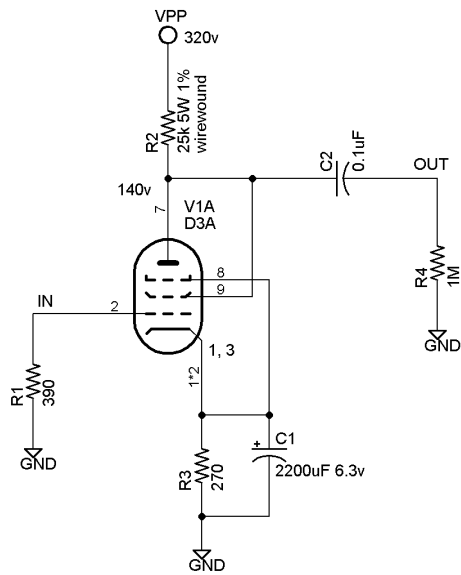 VPP
320v
R2
25k 5W 1%
wirewound
C2
0.1uF
OUT
140v
7
V1A
D3A
8
9
R4
1M
IN
2
1, 3
1*2
GND
R1
390
C1
2200uF 6.3v
R3
270
GND
GND